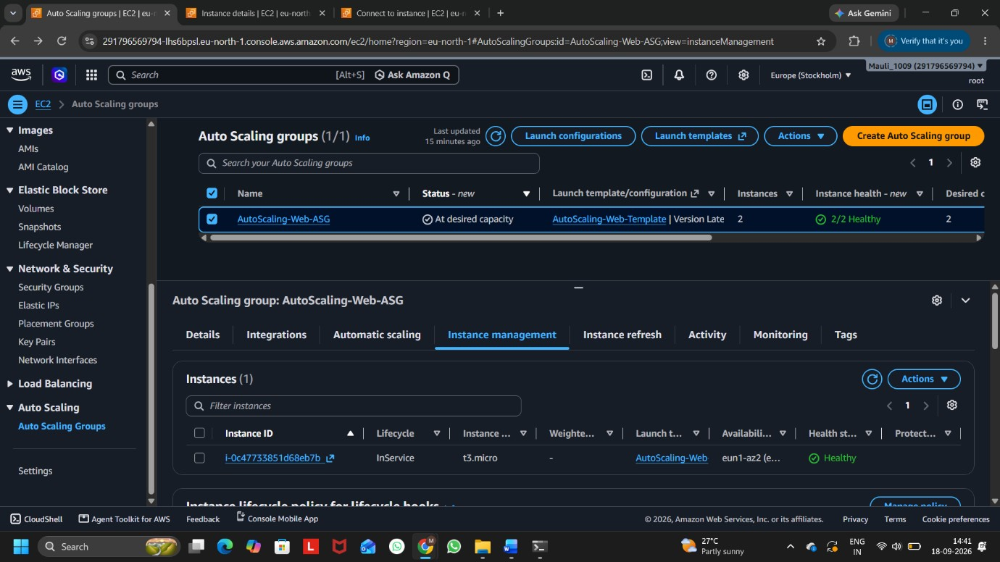 Auto Scaling groups | EC2 | eu-n
Instance details | EC2 | eu-north
Connect to instance | EC2 | eu-n
Ask Gemini
291796569794-lhs6bpsl.eu-north-1.console.aws.amazon.com/ec2/home?region=eu-north-1#AutoScalingGroups:id=AutoScaling-Web-ASG;view=instanceManagement
M
Verify that it's you
aws
Search
[Alt+S]
Ask Amazon Q
Europe (Stockholm)
Mauli_1009 (291796569794)
root
EC2
Auto Scaling groups
Images
AMIs
AMI Catalog
Elastic Block Store
Volumes
Snapshots
Lifecycle Manager
Network & Security
Security Groups
Elastic IPs
Placement Groups
Key Pairs
Network Interfaces
Load Balancing
Auto Scaling
Auto Scaling Groups
Settings
Auto Scaling groups (1/1) Info
Last updated
15 minutes ago
Launch configurations
Launch templates
Actions
Create Auto Scaling group
Search your Auto Scaling groups
1
Name
Status - new
Launch template/configuration
Instances
Instance health - new
Desired c
AutoScaling-Web-ASG
At desired capacity
AutoScaling-Web-Template | Version Late
2
2/2 Healthy
2
Auto Scaling group: AutoScaling-Web-ASG
Details
Integrations
Automatic scaling
Instance management
Instance refresh
Activity
Monitoring
Tags
Instances (1)
Actions
Filter instances
1
Instance ID
Lifecycle
Instance ...
Weighte...
Launch t...
Availabili...
Health st...
Protect...
i-0c47733851d68eb7b
InService
t3.micro
-
AutoScaling-Web
eun1-az2 (e...
Healthy
Instance lifecycle policy for lifecycle hooks
Manage policy
CloudShell
Agent Toolkit for AWS
Feedback
Console Mobile App
© 2026, Amazon Web Services, Inc. or its affiliates.
Privacy
Terms
Cookie preferences
Search
L
M
27°C
Partly sunny
ENG
IN
14:41
18-09-2026